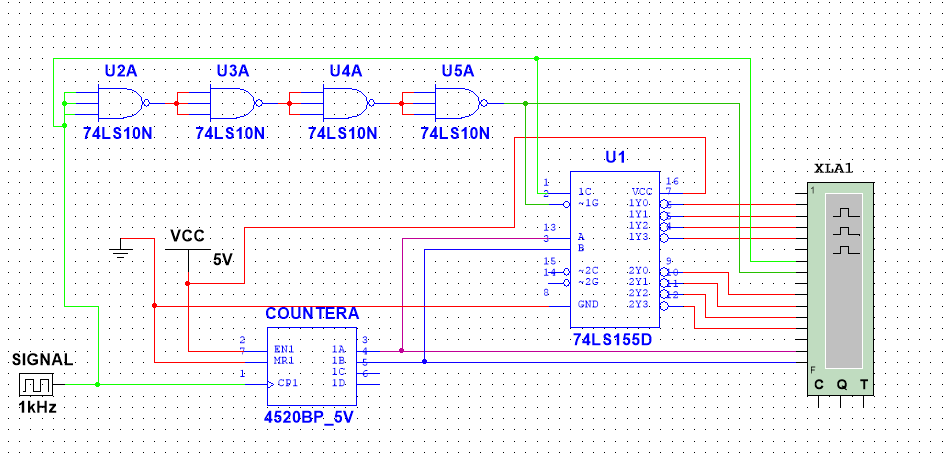 U2A U3A U4A U5A
74LS10N 74LS10N 74LS10N 74LS10N
U1
XLA1
1 1C VCC 16
2 ~1G 1Y0
1Y1
1Y2
13 A 1Y3
3 B
15 ~2C 2Y0 9
14 ~2G 2Y1 10
2Y2 11
8 GND 2Y3 12
74LS155D
1
F
C Q T
VCC
5V
COUNTERA
2 EN1 1A 3
MR1 1B 4
1C 5
1 CP1 1D 6
4520BP_5V
SIGNAL
1kHz